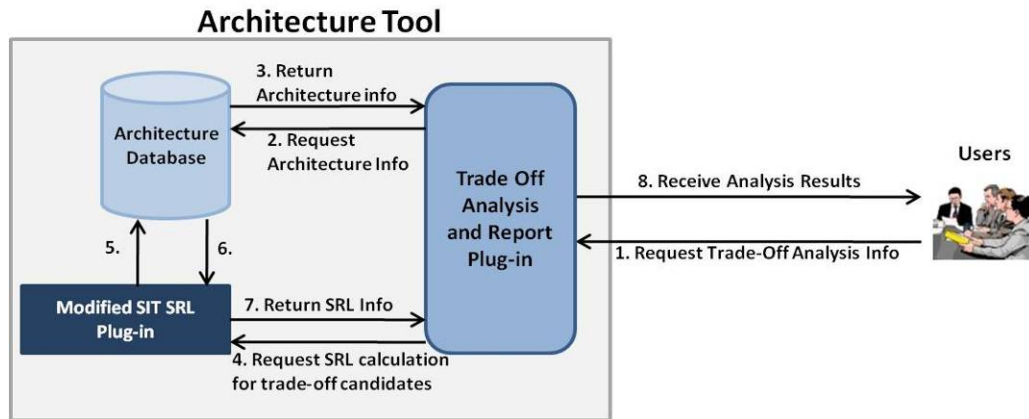 Architecture Tool
3. Return
Architecture info
Architecture
Database
2. Request
Architecture Info
Trade Off
Analysis
and Report
Plug-in
Users
8. Receive Analysis Results
1. Request Trade-Off Analysis Info
5.
6.
Modified SIT SRL
Plug-in
7. Return SRL Info
4. Request SRL calculation
for trade-off candidates